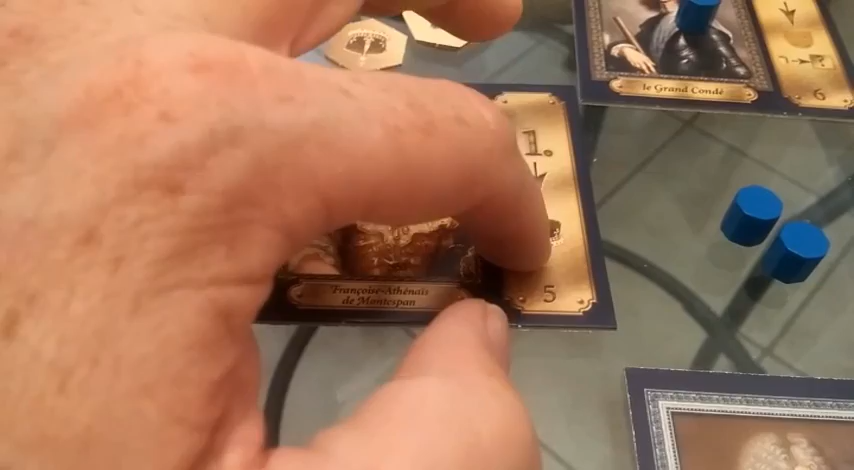 le Grand Condé
6
1.
Françoise-Athénaïs
de Montespan
5